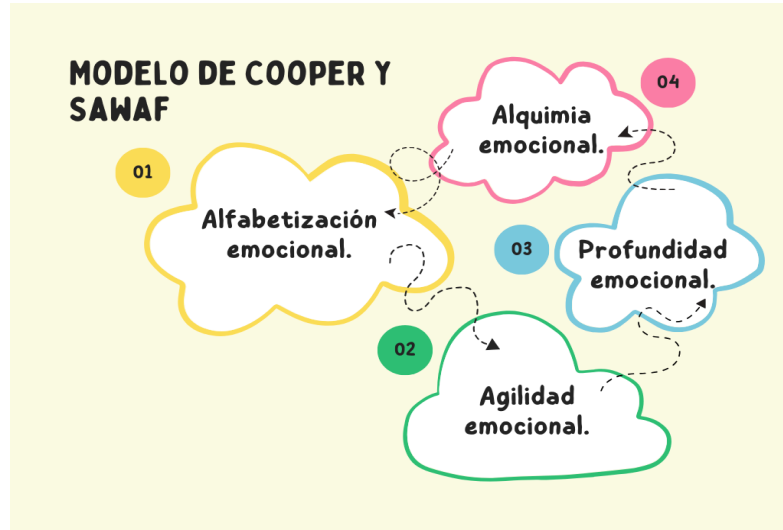 MODELO DE COOPER Y
SAWAF
01
Alfabetización
emocional.
02
Agilidad
emocional.
03
Profundidad
emocional.
04
Alquimia
emocional.